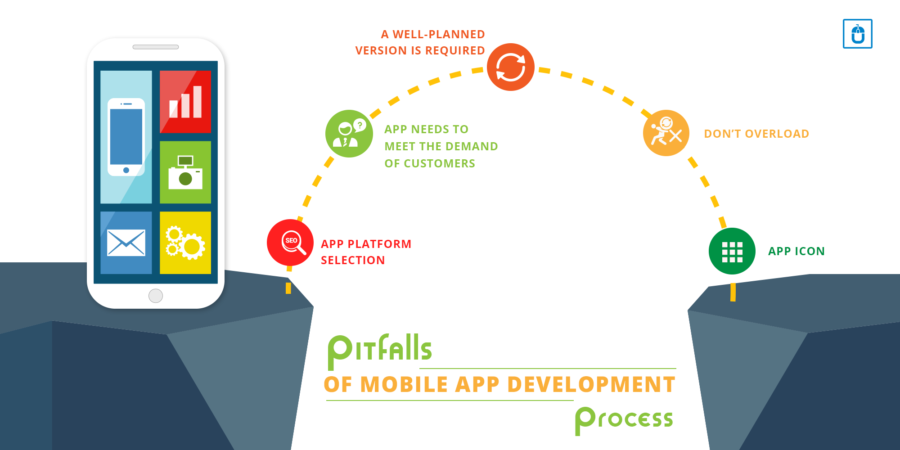 A WELL-PLANNED
VERSION IS REQUIRED
?
APP NEEDS TO
MEET THE DEMAND
OF CUSTOMERS
DON'T OVERLOAD
SEO
APP PLATFORM
SELECTION
APP ICON
Pitfalls
OF MOBILE APP DEVELOPMENT
Process